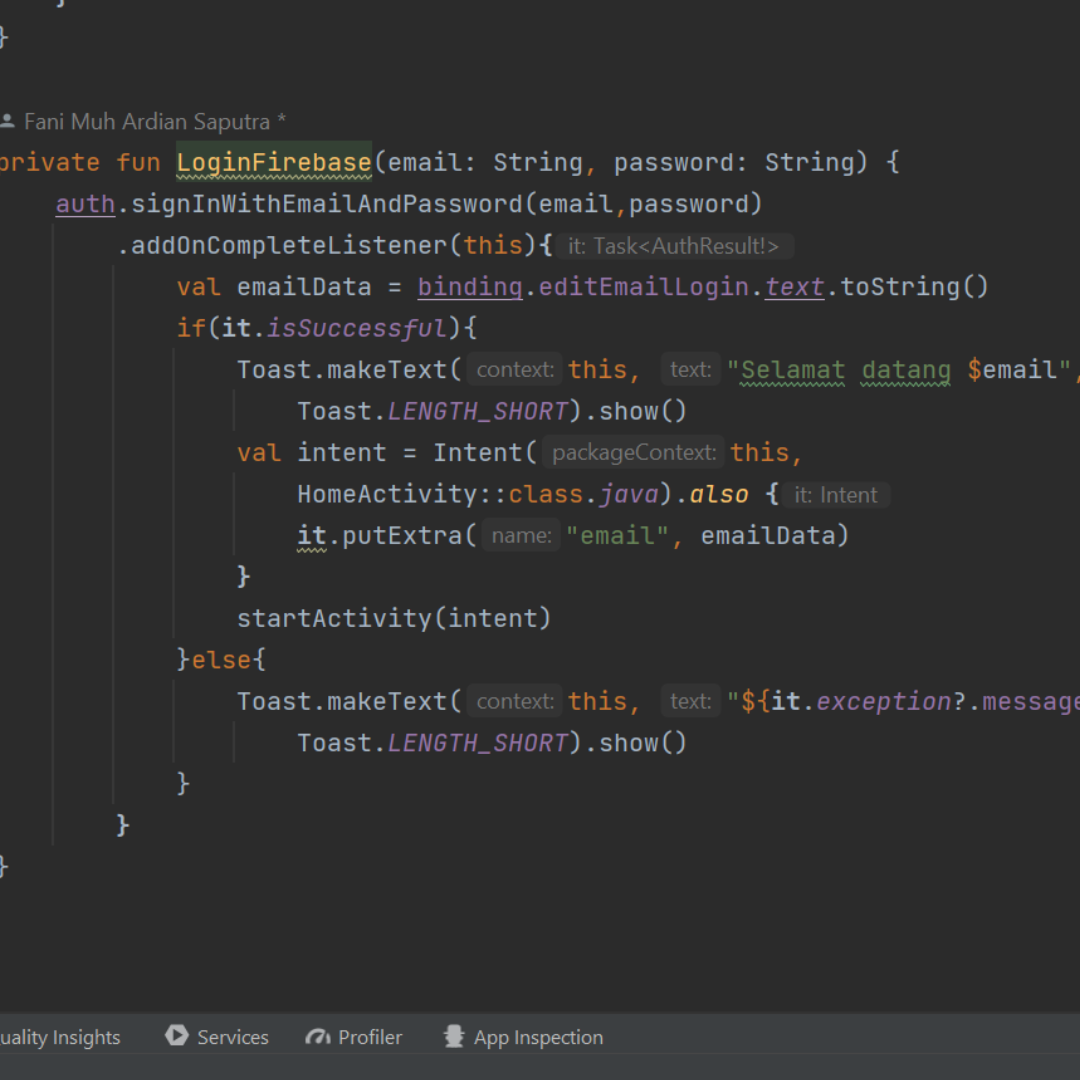 }
}
Fani Muh Ardian Saputra *
private fun LoginFirebase(email: String, password: String) {
auth.signInWithEmailAndPassword(email,password)
.addOnCompleteListener(this){ it: Task<AuthResult!>
val emailData = binding.editEmailLogin.text.toString()
if(it.isSuccessful){
Toast.makeText( context: this, text: "Selamat datang $email",
Toast.LENGTH_SHORT).show()
val intent = Intent( packageContext: this,
HomeActivity::class.java).also { it: Intent
it.putExtra( name: "email", emailData)
}
startActivity(intent)
}else{
Toast.makeText( context: this, text: "${it.exception?.message
Toast.LENGTH_SHORT).show()
}
}
}
uality Insights Services Profiler App Inspection